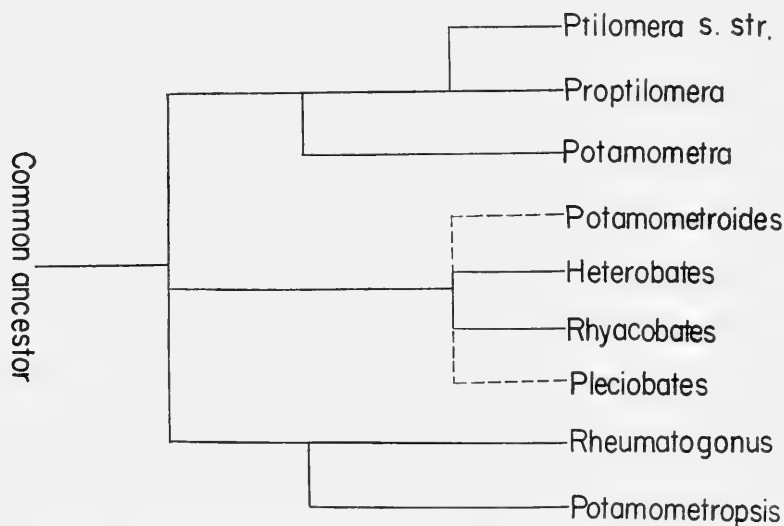 Ptilomera s. str.
Proptilomera
Potamometra
Potamometroides
Heterobates
Rhyacobates
Pleciobates
Rheumatogonus
Potamometropsis
Common ancestor